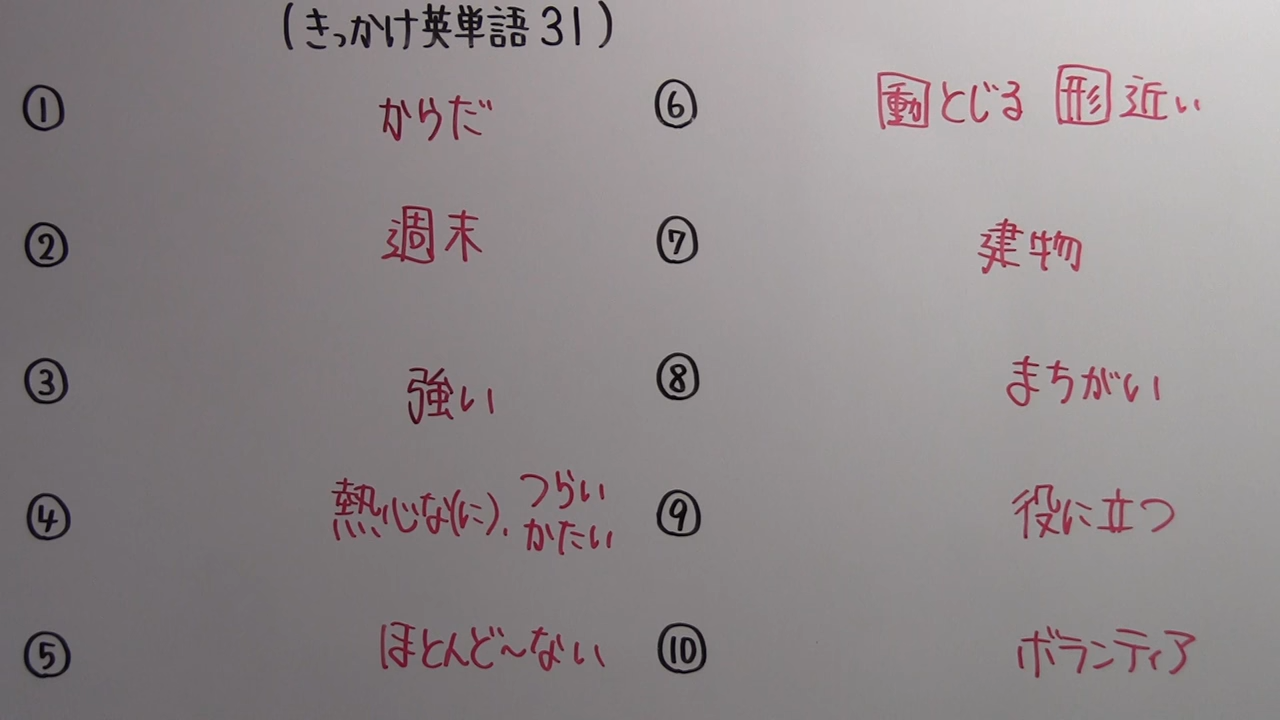 (きっかけ英単語31)
① からだ
② 週末
③ 強い
④ 熱心な(に)、つらい かたい
⑤ ほとんど〜ない
⑥ 動とじる 形近い
⑦ 建物
⑧ まちがい
⑨ 役に立つ
⑩ ボランティア